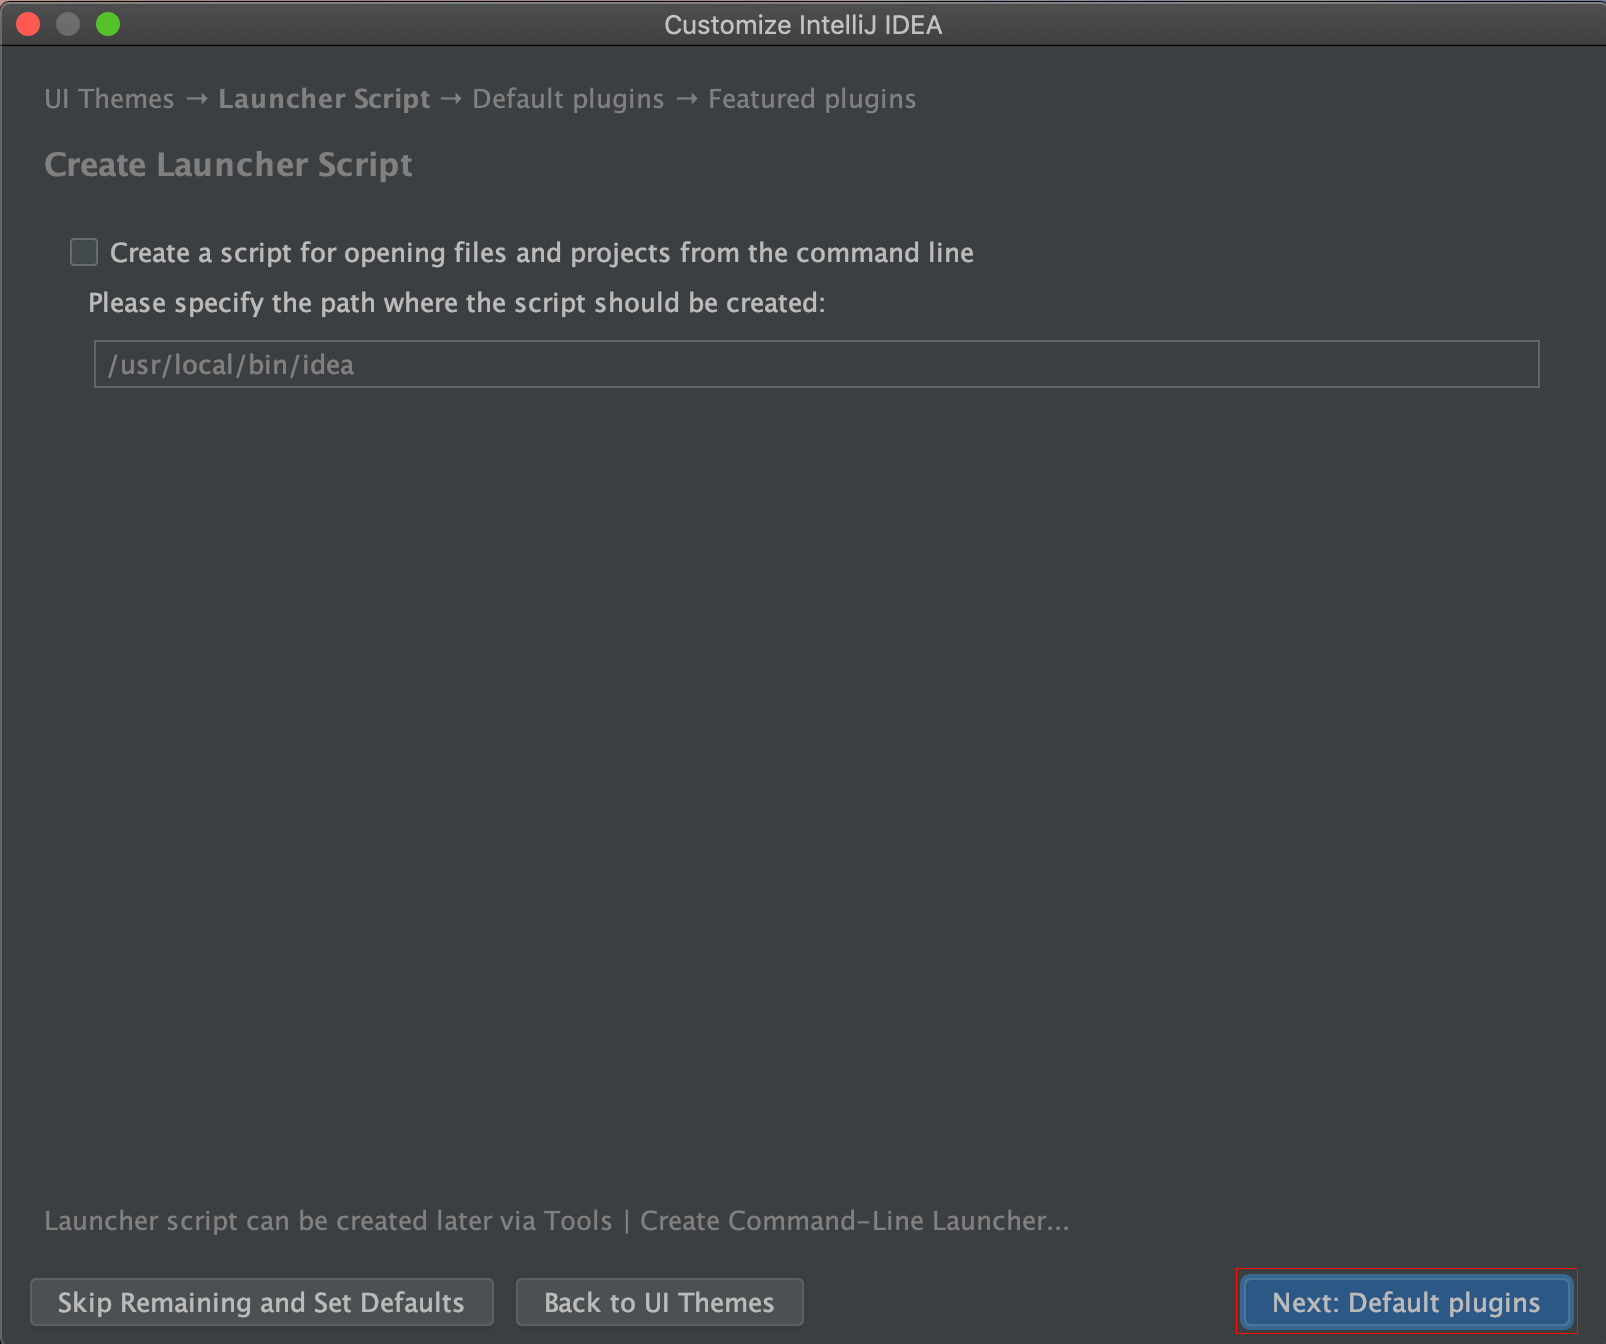 Customize IntelliJ IDEA
UI Themes → Launcher Script → Default plugins → Featured plugins
Create Launcher Script
Create a script for opening files and projects from the command line
Please specify the path where the script should be created:
/usr/local/bin/idea
Launcher script can be created later via Tools | Create Command-Line Launcher...
Skip Remaining and Set Defaults
Back to UI Themes
Next: Default plugins